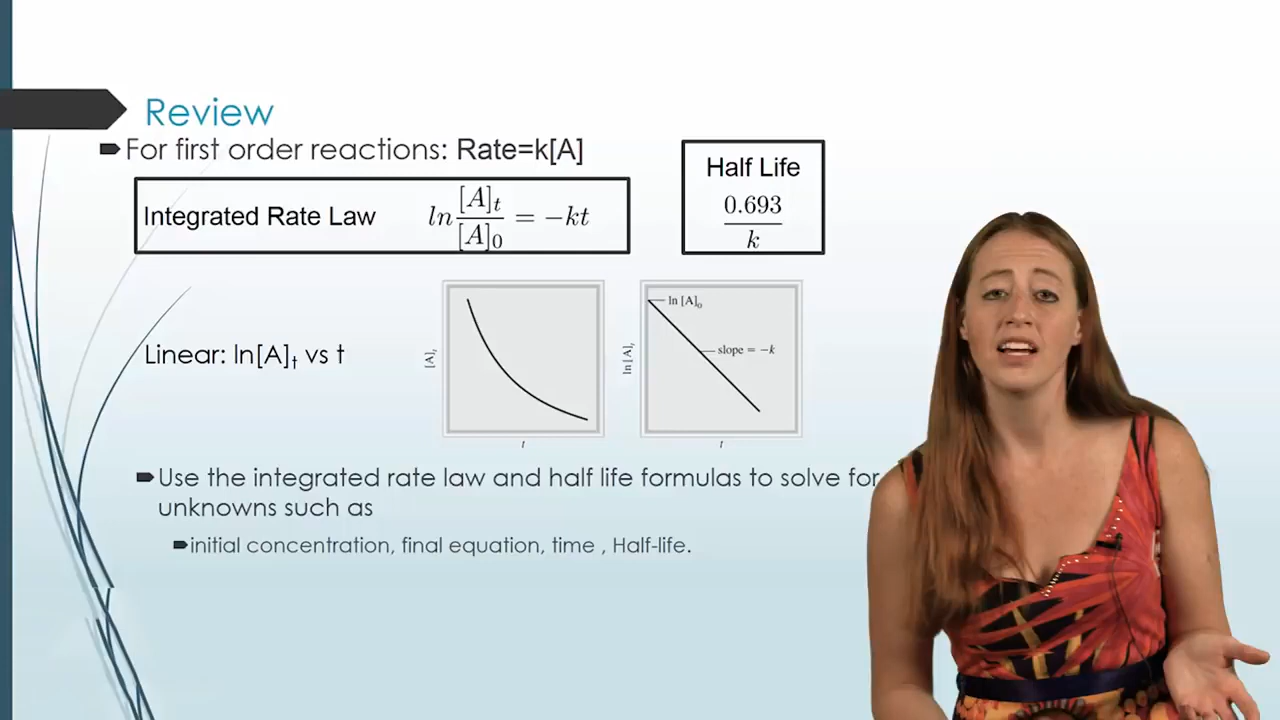 Review
For first order reactions: Rate=k[A]
Integrated Rate Law ln [A]t/[A]0 = −kt
Half Life
0.693
k
Linear: ln[A]t vs t
[A]t
t
ln [A]0
slope = −k
ln [A]t
t
Use the integrated rate law and half life formulas to solve for
unknowns such as
initial concentration, final equation, time , Half-life.